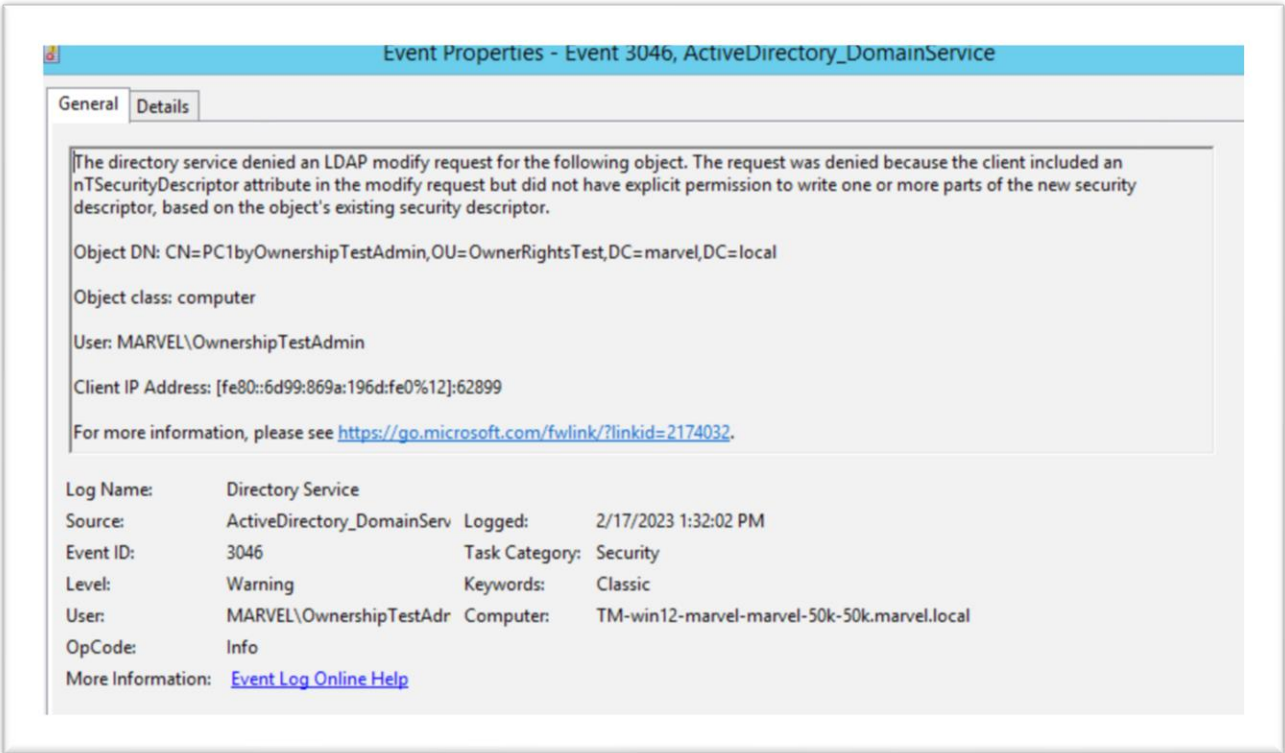 Event Properties - Event 3046, ActiveDirectory_DomainService
General Details
The directory service denied an LDAP modify request for the following object. The request was denied because the client included an
nTSecurityDescriptor attribute in the modify request but did not have explicit permission to write one or more parts of the new security
descriptor, based on the object's existing security descriptor.
Object DN: CN=PC1byOwnershipTestAdmin,OU=OwnerRightsTest,DC=marvel,DC=local
Object class: computer
User: MARVEL\OwnershipTestAdmin
Client IP Address: [fe80::6d99:869a:196d:fe0%12]:62899
For more information, please see https://go.microsoft.com/fwlink/?linkid=2174032.
Log Name: Directory Service
Source: ActiveDirectory_DomainServ Logged: 2/17/2023 1:32:02 PM
Event ID: 3046 Task Category: Security
Level: Warning Keywords: Classic
User: MARVEL\OwnershipTestAdr Computer: TM-win12-marvel-marvel-50k-50k.marvel.local
OpCode: Info
More Information: Event Log Online Help